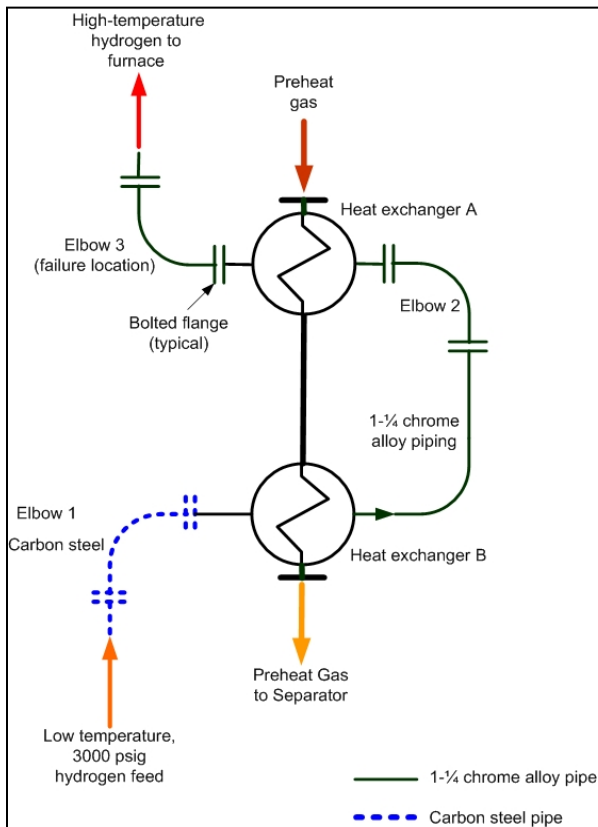 High-temperature
hydrogen to
furnace
Preheat
gas
Heat exchanger A
Elbow 3
(failure location)
Elbow 2
Bolted flange
(typical)
1-¼ chrome
alloy piping
Elbow 1
Carbon steel
Heat exchanger B
Preheat Gas
to Separator
Low temperature,
3000 psig
hydrogen feed
1-¼ chrome alloy pipe
Carbon steel pipe